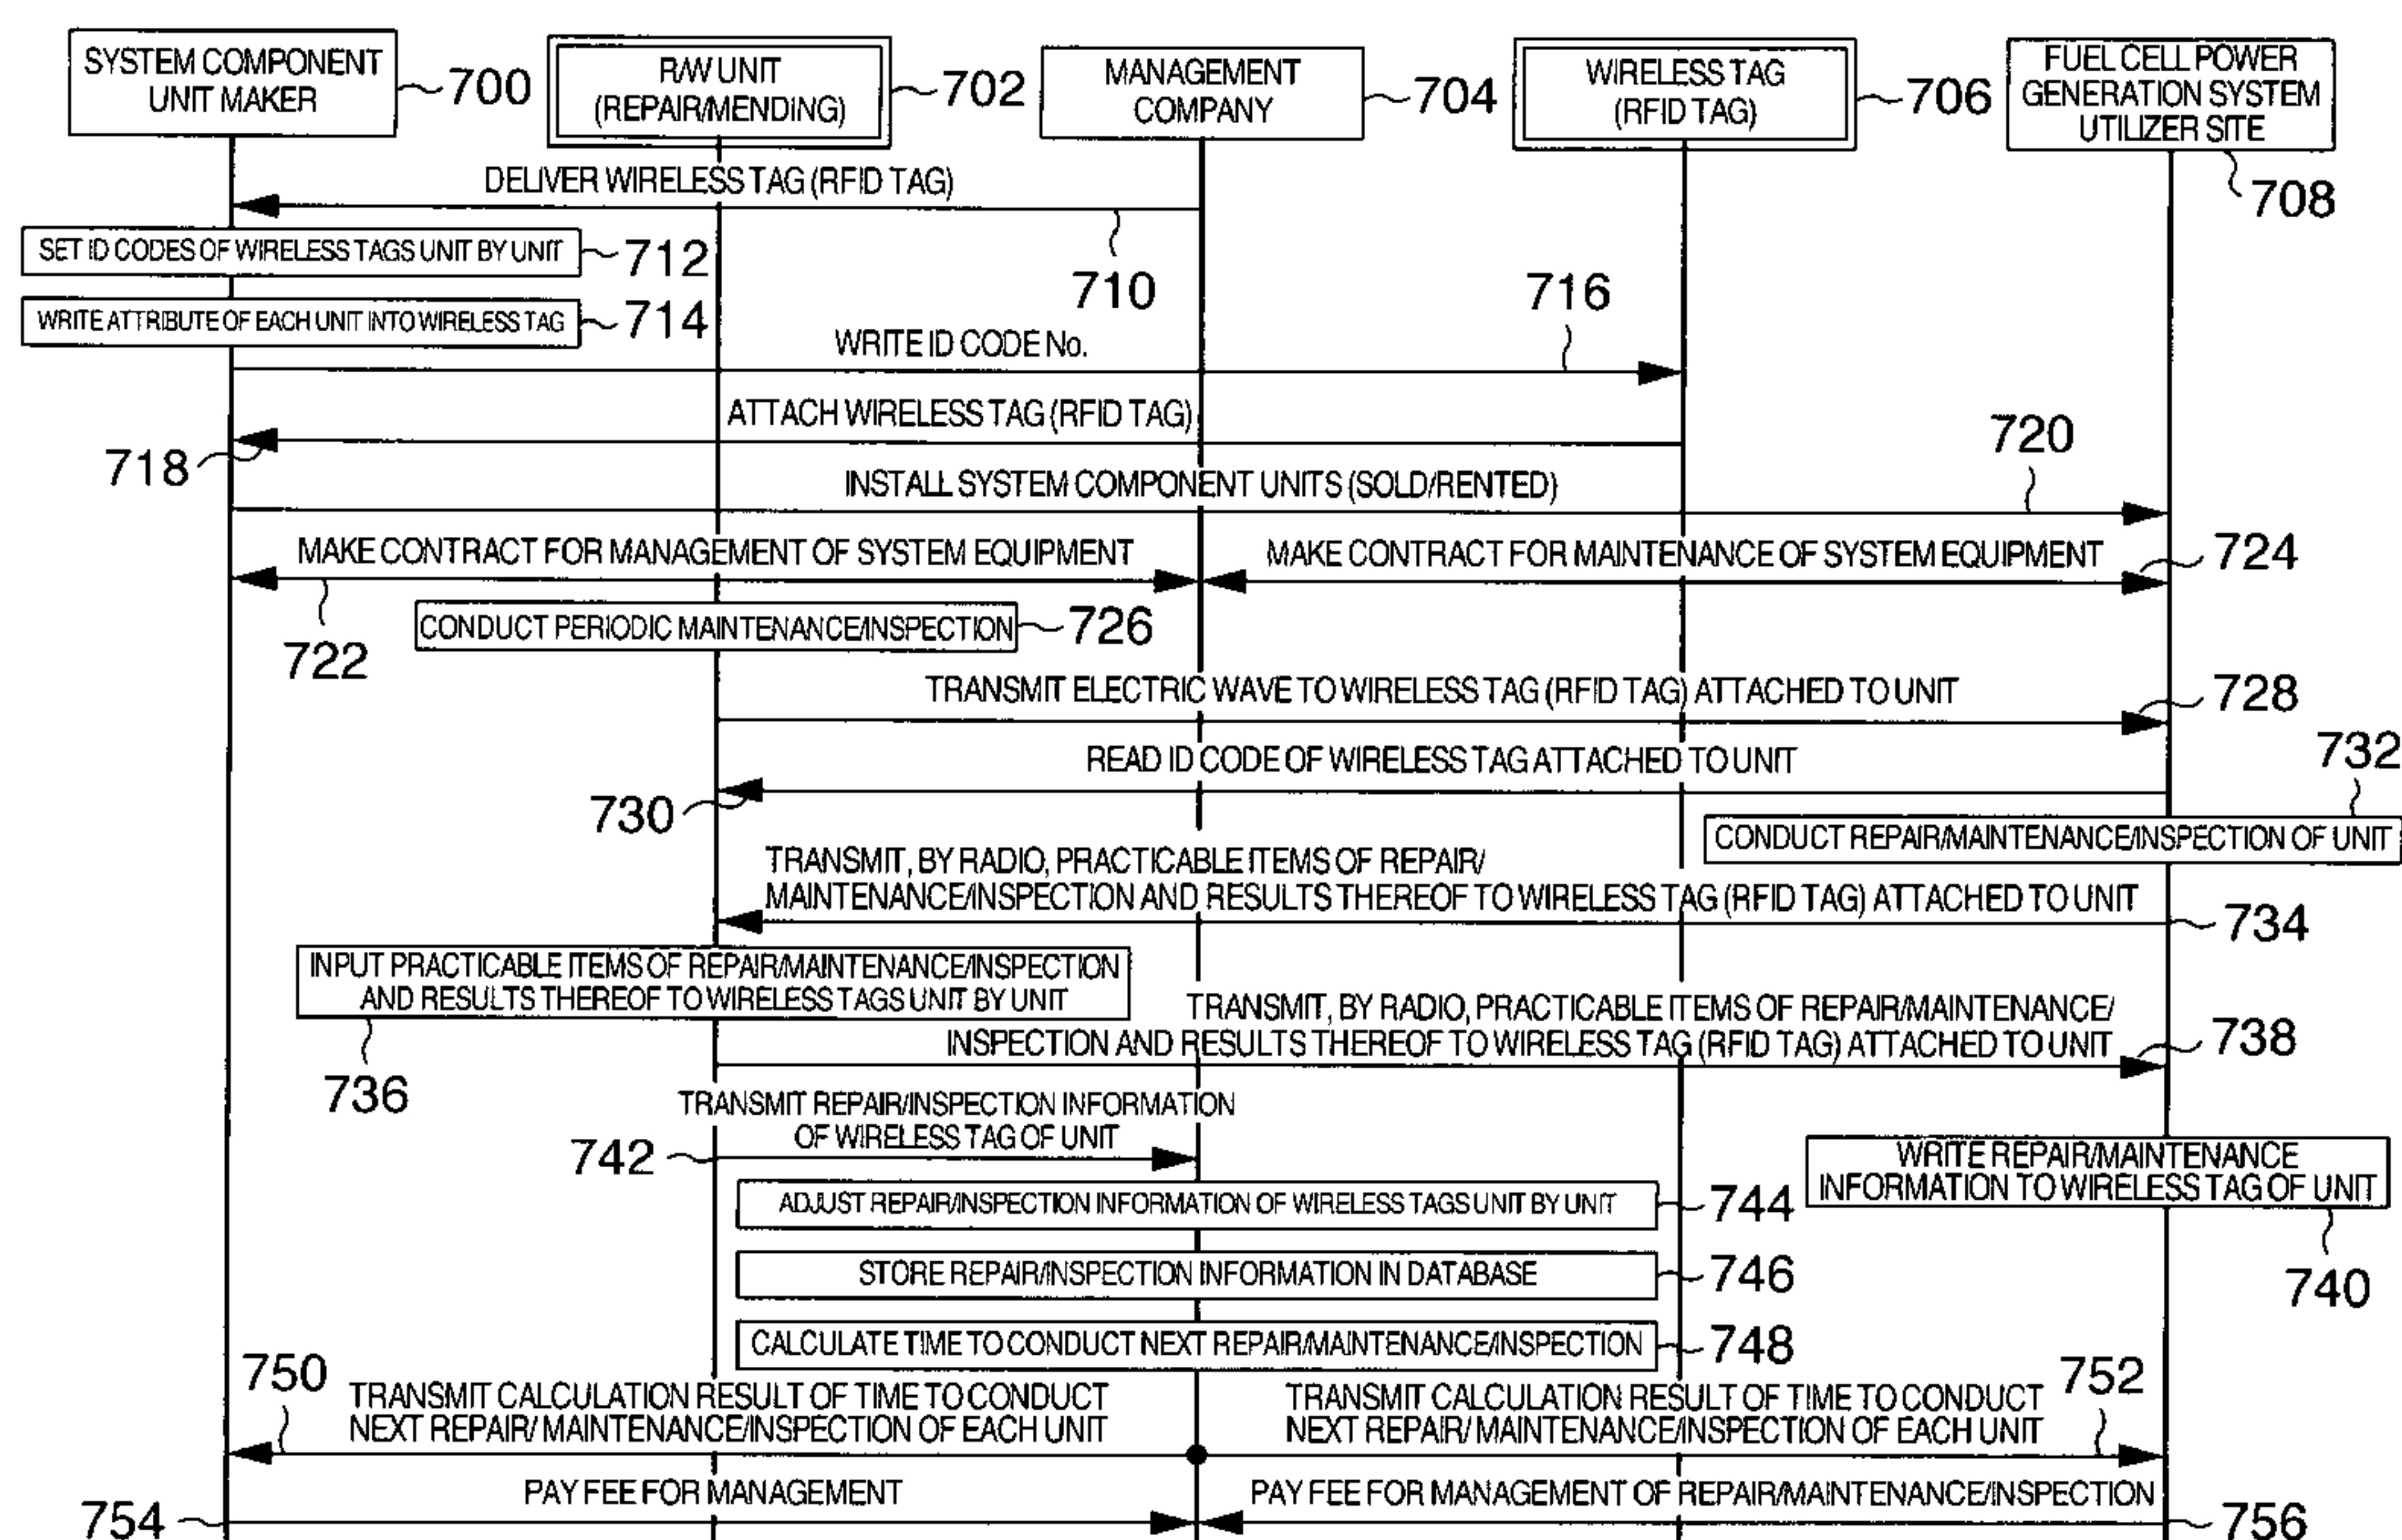 SYSTEM COMPONENT
UNIT MAKER
700
R/W UNIT
(REPAIR/MENDING)
702
MANAGEMENT
COMPANY
704
WIRELESS TAG
(RFID TAG)
706
FUEL CELL POWER
GENERATION SYSTEM
UTILIZER SITE
708
DELIVER WIRELESS TAG (RFID TAG)
710
SET ID CODES OF WIRELESS TAGS UNIT BY UNIT
712
WRITE ATTRIBUTE OF EACH UNIT INTO WIRELESS TAG
714
716
WRITE ID CODE No.
ATTACH WIRELESS TAG (RFID TAG)
718
720
INSTALL SYSTEM COMPONENT UNITS (SOLD/RENTED)
MAKE CONTRACT FOR MANAGEMENT OF SYSTEM EQUIPMENT
722
MAKE CONTRACT FOR MAINTENANCE OF SYSTEM EQUIPMENT
724
CONDUCT PERIODIC MAINTENANCE/INSPECTION
726
TRANSMIT ELECTRIC WAVE TO WIRELESS TAG (RFID TAG) ATTACHED TO UNIT
728
READ ID CODE OF WIRELESS TAG ATTACHED TO UNIT
730
732
CONDUCT REPAIR/MAINTENANCE/INSPECTION OF UNIT
TRANSMIT, BY RADIO, PRACTICABLE ITEMS OF REPAIR/
MAINTENANCE/INSPECTION AND RESULTS THEREOF TO WIRELESS TAG (RFID TAG) ATTACHED TO UNIT
734
INPUT PRACTICABLE ITEMS OF REPAIR/MAINTENANCE/INSPECTION
AND RESULTS THEREOF TO WIRELESS TAGS UNIT BY UNIT
736
TRANSMIT, BY RADIO, PRACTICABLE ITEMS OF REPAIR/MAINTENANCE/
INSPECTION AND RESULTS THEREOF TO WIRELESS TAG (RFID TAG) ATTACHED TO UNIT
738
TRANSMIT REPAIR/INSPECTION INFORMATION
OF WIRELESS TAG OF UNIT
742
WRITE REPAIR/MAINTENANCE
INFORMATION TO WIRELESS TAG OF UNIT
740
ADJUST REPAIR/INSPECTION INFORMATION OF WIRELESS TAGS UNIT BY UNIT
744
STORE REPAIR/INSPECTION INFORMATION IN DATABASE
746
CALCULATE TIME TO CONDUCT NEXT REPAIR/MAINTENANCE/INSPECTION
748
750
TRANSMIT CALCULATION RESULT OF TIME TO CONDUCT
NEXT REPAIR/ MAINTENANCE/INSPECTION OF EACH UNIT
752
TRANSMIT CALCULATION RESULT OF TIME TO CONDUCT
NEXT REPAIR/ MAINTENANCE/INSPECTION OF EACH UNIT
PAY FEE FOR MANAGEMENT
754
PAY FEE FOR MANAGEMENT OF REPAIR/MAINTENANCE/INSPECTION
756